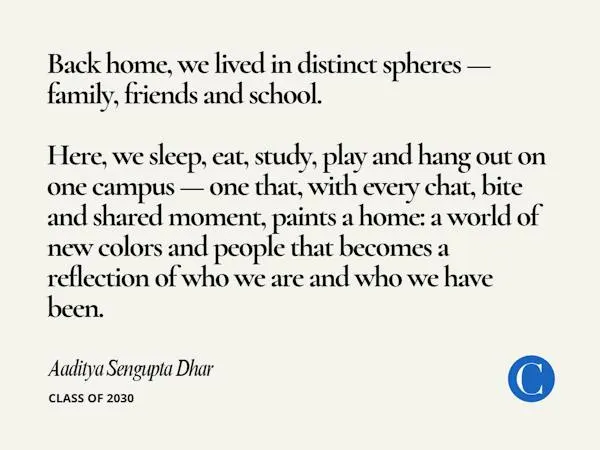 Back home, we lived in distinct spheres —
family, friends and school.
Here, we sleep, eat, study, play and hang out on
one campus — one that, with every chat, bite
and shared moment, paints a home: a world of
new colors and people that becomes a
reflection of who we are and who we have
been.
Aaditya Sengupta Dhar
CLASS OF 2030
C